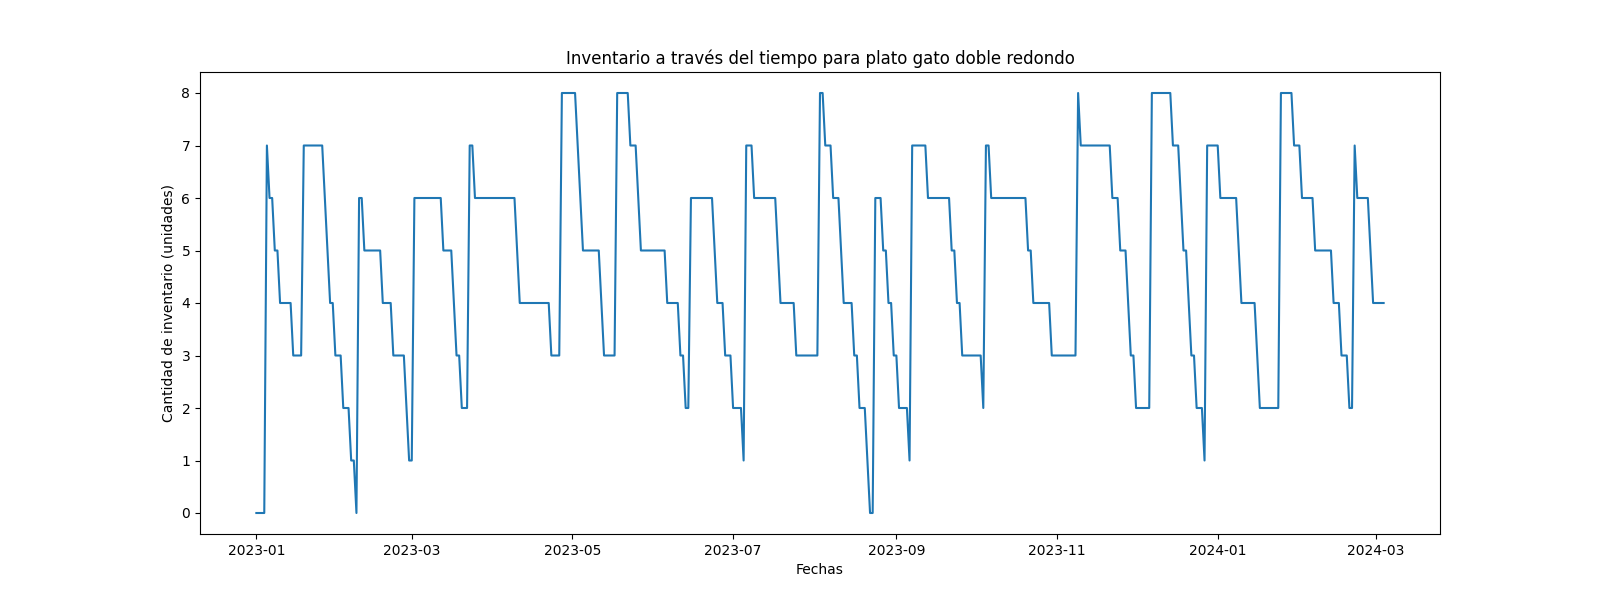 Inventario a través del tiempo para plato gato doble redondo
Cantidad de inventario (unidades)
8
7
6
5
4
3
2
1
0
2023-01 2023-03 2023-05 2023-07 2023-09 2023-11 2024-01 2024-03
Fechas